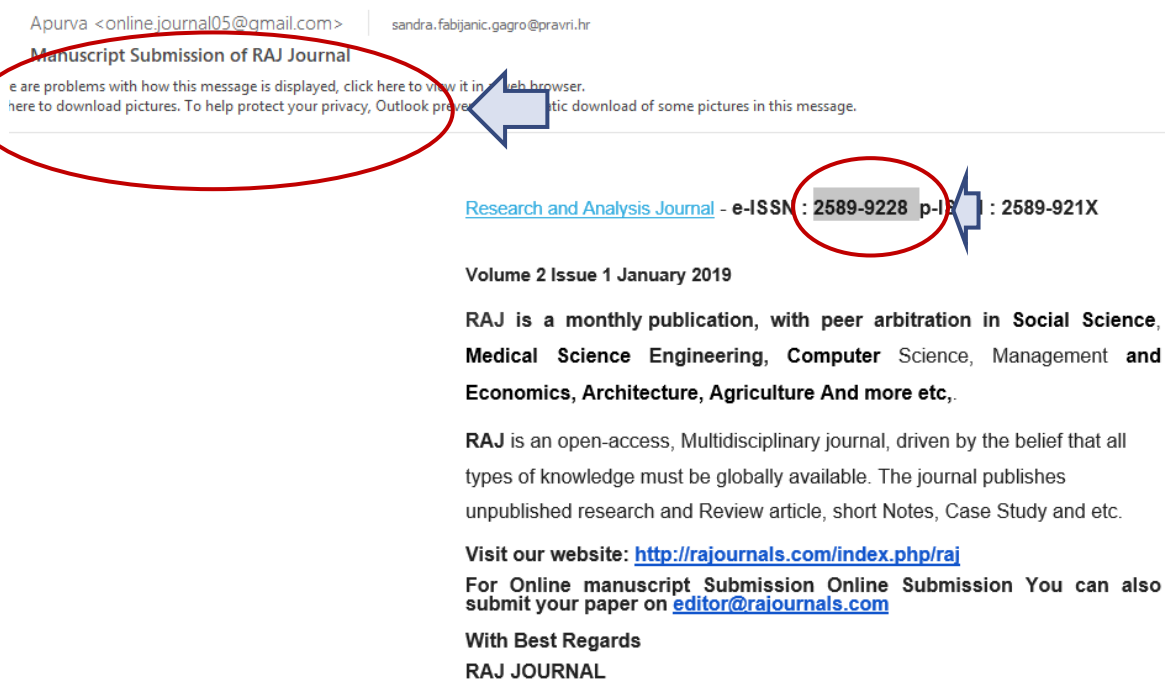 Apurva <online.journal05@gmail.com> sandra.fabijanic.gagro@pravri.hr
Manuscript Submission of RAJ Journal
e are problems with how this message is displayed, click here to view it in a web browser.
here to download pictures. To help protect your privacy, Outlook prev tic download of some pictures in this message.
Research and Analysis Journal - e-ISSN : 2589-9228 p-I : 2589-921X
Volume 2 Issue 1 January 2019
RAJ is a monthly publication, with peer arbitration in Social Science,
Medical Science Engineering, Computer Science, Management and
Economics, Architecture, Agriculture And more etc,.
RAJ is an open-access, Multidisciplinary journal, driven by the belief that all
types of knowledge must be globally available. The journal publishes
unpublished research and Review article, short Notes, Case Study and etc.
Visit our website: http://rajournals.com/index.php/raj
For Online manuscript Submission Online Submission You can also
submit your paper on editor@rajournals.com
With Best Regards
RAJ JOURNAL